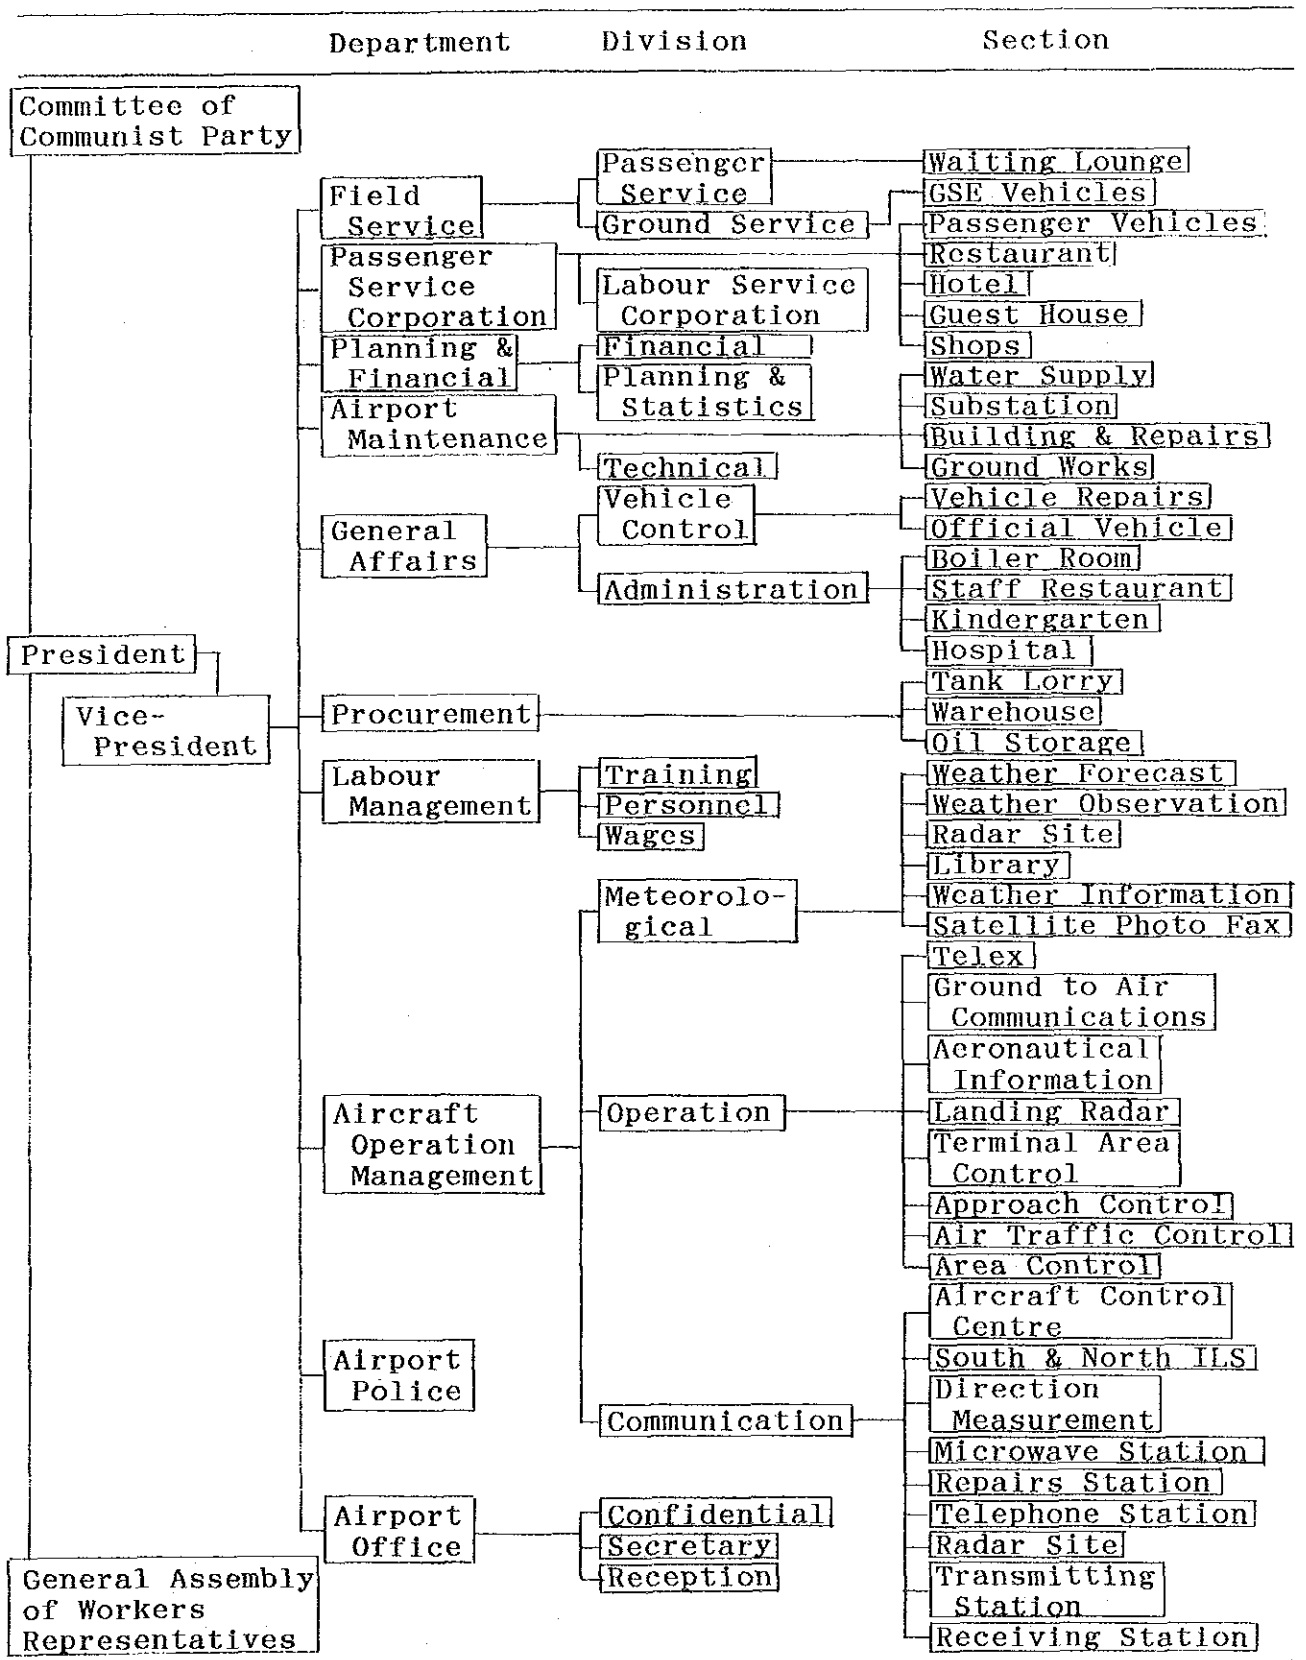 Department Division Section
Committee of
Communist Party
Field
Service
Passenger
Service
Corporation
Planning &
Financial
Airport
Maintenance
General
Affairs
President
Vice-
President
Procurement
Labour
Management
Aircraft
Operation
Management
Airport
Police
Airport
Office
General Assembly
of Workers
Representatives
Passenger
Service
Ground Service
Labour Service
Corporation
Financial
Planning &
Statistics
Technical
Vehicle
Control
Administration
Training
Personnel
Wages
Meteorolo-
gical
Operation
Communication
Confidential
Secretary
Reception
Waiting Lounge
GSE Vehicles
Passenger Vehicles
Restaurant
Hotel
Guest House
Shops
Water Supply
Substation
Building & Repairs
Ground Works
Vehicle Repairs
Official Vehicle
Boiler Room
Staff Restaurant
Kindergarten
Hospital
Tank Lorry
Warehouse
Oil Storage
Weather Forecast
Weather Observation
Radar Site
Library
Weather Information
Satellite Photo Fax
Telex
Ground to Air
Communications
Aeronautical
Information
Landing Radar
Terminal Area
Control
Approach Control
Air Traffic Control
Area Control
Aircraft Control
Centre
South & North ILS
Direction
Measurement
Microwave Station
Repairs Station
Telephone Station
Radar Site
Transmitting
Station
Receiving Station